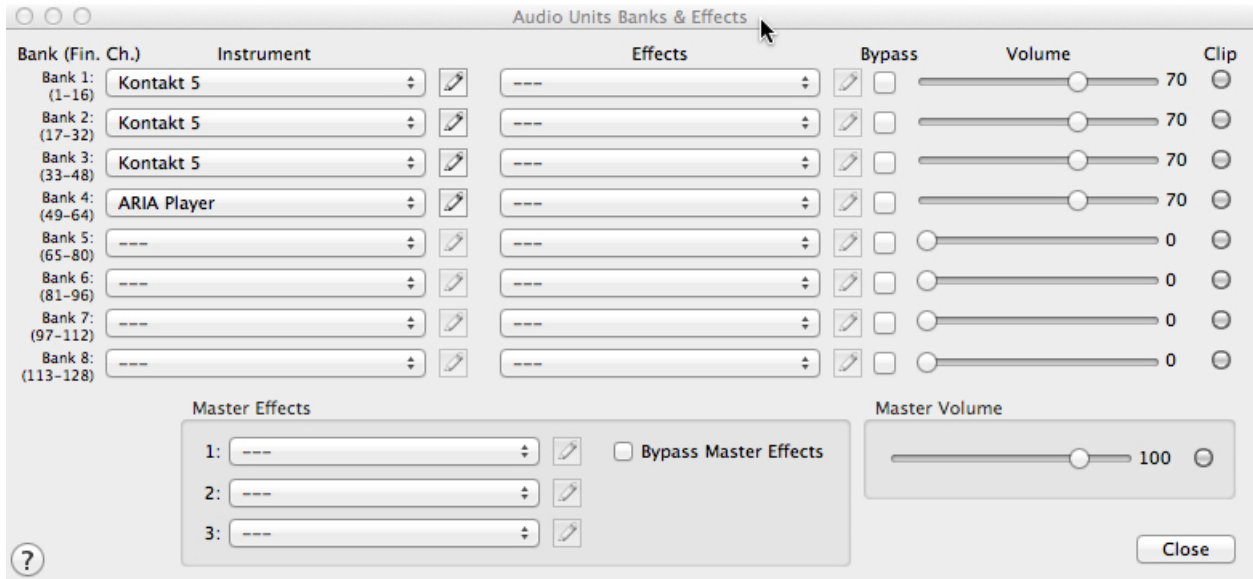 Audio Units Banks & Effects
Bank (Fin. Ch.) Instrument Effects Bypass Volume Clip
Bank 1: Kontakt 5 --- 70
(1-16)
Bank 2: Kontakt 5 --- 70
(17-32)
Bank 3: Kontakt 5 --- 70
(33-48)
Bank 4: ARIA Player --- 70
(49-64)
Bank 5: --- --- 0
(65-80)
Bank 6: --- --- 0
(81-96)
Bank 7: --- --- 0
(97-112)
Bank 8: --- --- 0
(113-128)
Master Effects
1: --- Bypass Master Effects
2: ---
3: ---
Master Volume
100
?
Close